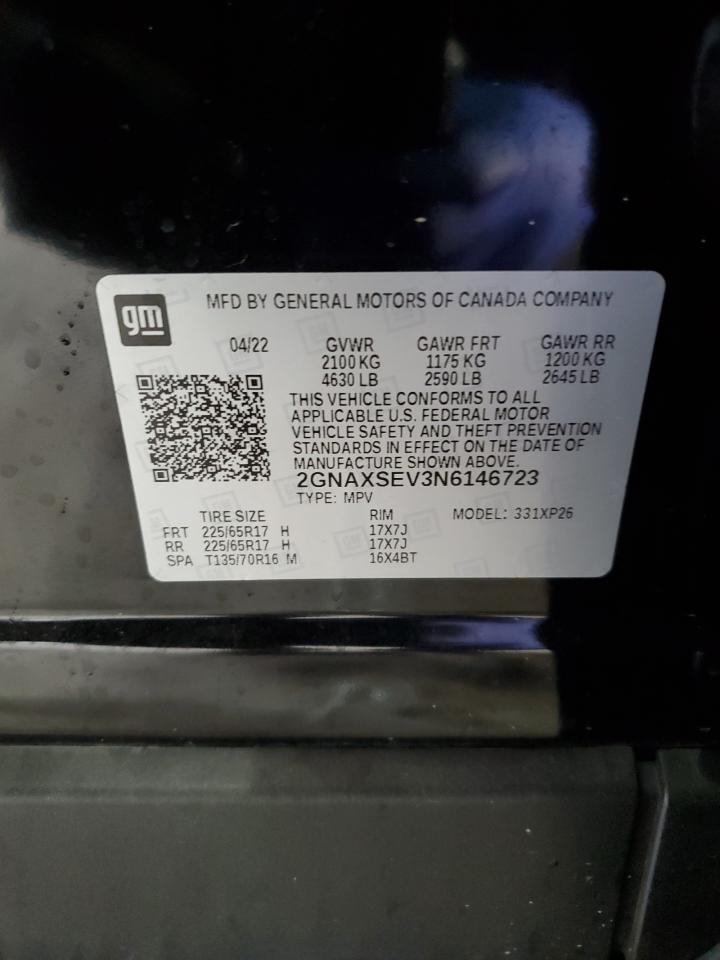 gm
MFD BY GENERAL MOTORS OF CANADA COMPANY
04/22 GVWR GAWR FRT GAWR RR
2100 KG 1175 KG 1200 KG
4630 LB 2590 LB 2645 LB
THIS VEHICLE CONFORMS TO ALL
APPLICABLE U.S. FEDERAL MOTOR
VEHICLE SAFETY AND THEFT PREVENTION
STANDARDS IN EFFECT ON THE DATE OF
MANUFACTURE SHOWN ABOVE.
2GNAXSEV3N6146723
TYPE: MPV
TIRE SIZE RIM MODEL: 331XP26
FRT 225/65R17 H 17X7J
RR 225/65R17 H 17X7J
SPA T135/70R16 M 16X4BT